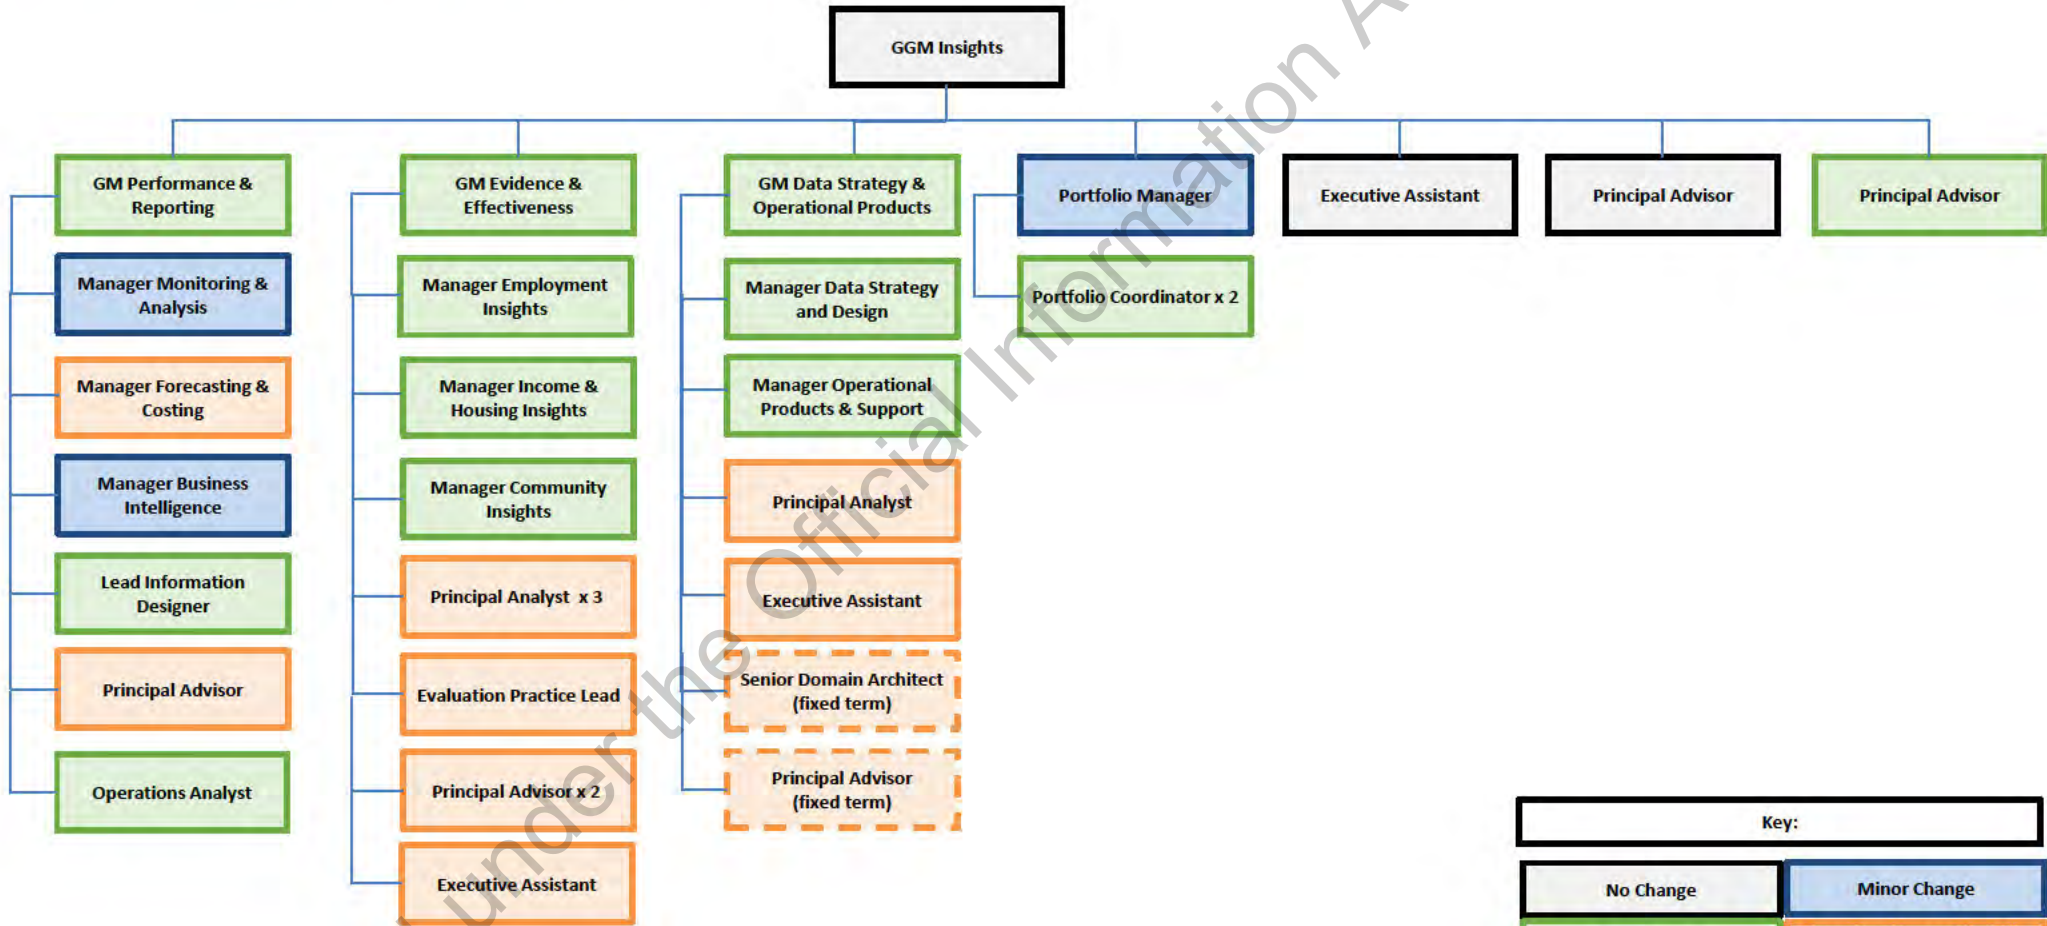 GGM Insights
GM Performance &
Reporting
GM Evidence &
Effectiveness
GM Data Strategy &
Operational Products
Portfolio Manager
Executive Assistant
Principal Advisor
Principal Advisor
Manager Monitoring &
Analysis
Manager Forecasting &
Costing
Manager Business
Intelligence
Lead Information
Designer
Principal Advisor
Operations Analyst
Manager Employment
Insights
Manager Income &
Housing Insights
Manager Community
Insights
Principal Analyst x 3
Evaluation Practice Lead
Principal Advisor x 2
Executive Assistant
Manager Data Strategy
and Design
Manager Operational
Products & Support
Principal Analyst
Executive Assistant
Senior Domain Architect
(fixed term)
Principal Advisor
(fixed term)
Portfolio Coordinator x 2
Key:
No Change
Minor Change
under the Official Information A